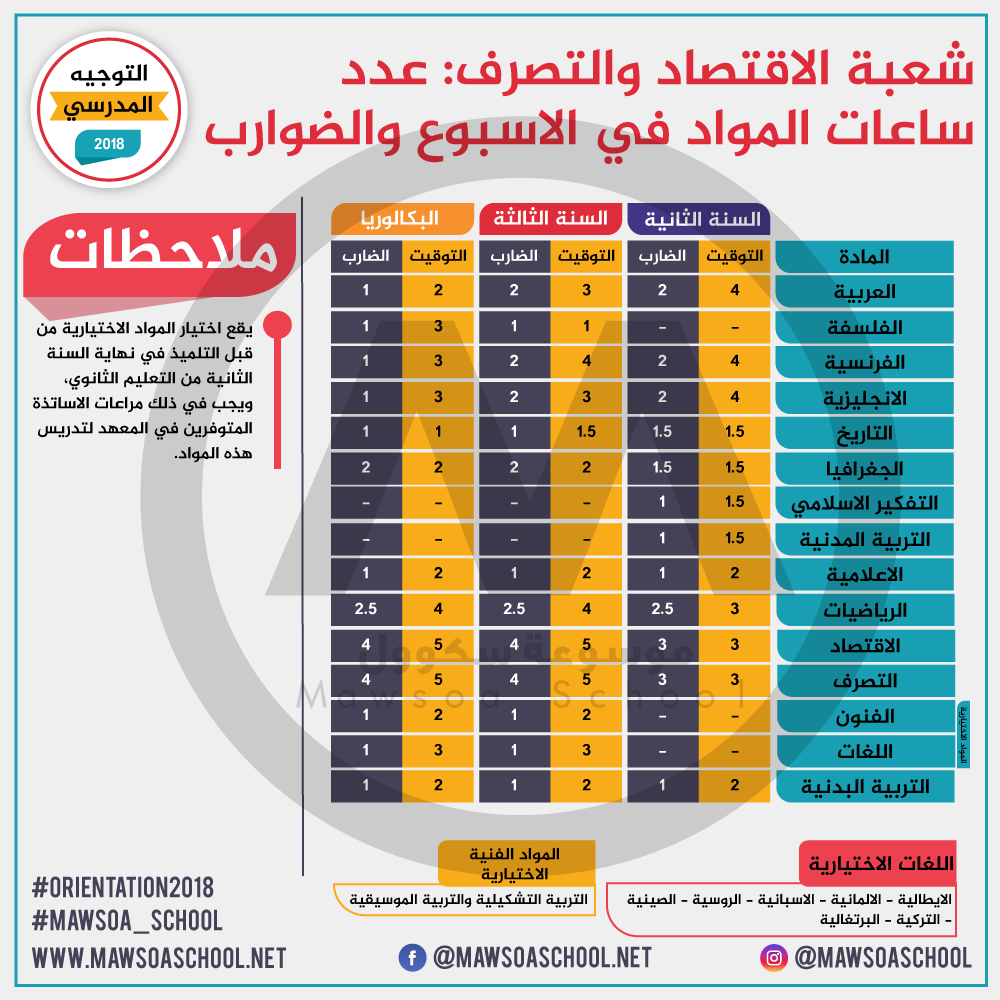 شعبة الاقتصاد والتصرف: عدد
ساعات المواد في الاسبوع والضوارب
التوجيه
المدرسي
2018
السنة الثانية السنة الثالثة البكالوريا
المادة التوقيت الضارب التوقيت الضارب التوقيت الضارب
العربية 4 2 3 2 2 1
الفلسفة - - 1 1 3 1
الفرنسية 4 2 4 2 3 1
الانجليزية 4 2 3 2 3 1
التاريخ 1.5 1.5 1.5 1 1 1
الجغرافيا 1.5 1.5 2 2 2 2
التفكير الاسلامي 1.5 1 - - - -
التربية المدنية 1.5 1 - - - -
الاعلامية 2 1 2 1 2 1
الرياضيات 3 2.5 4 2.5 4 2.5
الاقتصاد 3 3 5 4 5 4
التصرف 3 3 5 4 5 4
الفنون - - 2 1 2 1
اللغات - - 3 1 3 1
التربية البدنية 2 1 2 1 2 1
المواد الاختيارية
موسوعة سكوول
Mawsoa School
ملاحظات
يقع اختيار المواد الاختيارية من
قبل التلميذ في نهاية السنة
الثانية من التعليم الثانوي،
ويجب في ذلك مراعات الاساتذة
المتوفرين في المعهد لتدريس
هذه المواد.
اللغات الاختيارية
الايطالية - الالمانية - الاسبانية - الروسية - الصينية
- التركية - البرتغالية
المواد الفنية
الاختيارية
التربية التشكيلية والتربية الموسيقية
#ORIENTATION2018
#MAWSOA_SCHOOL
WWW.MAWSOASCHOOL.NET
@MAWSOASCHOOL.NET
@MAWSOASCHOOL